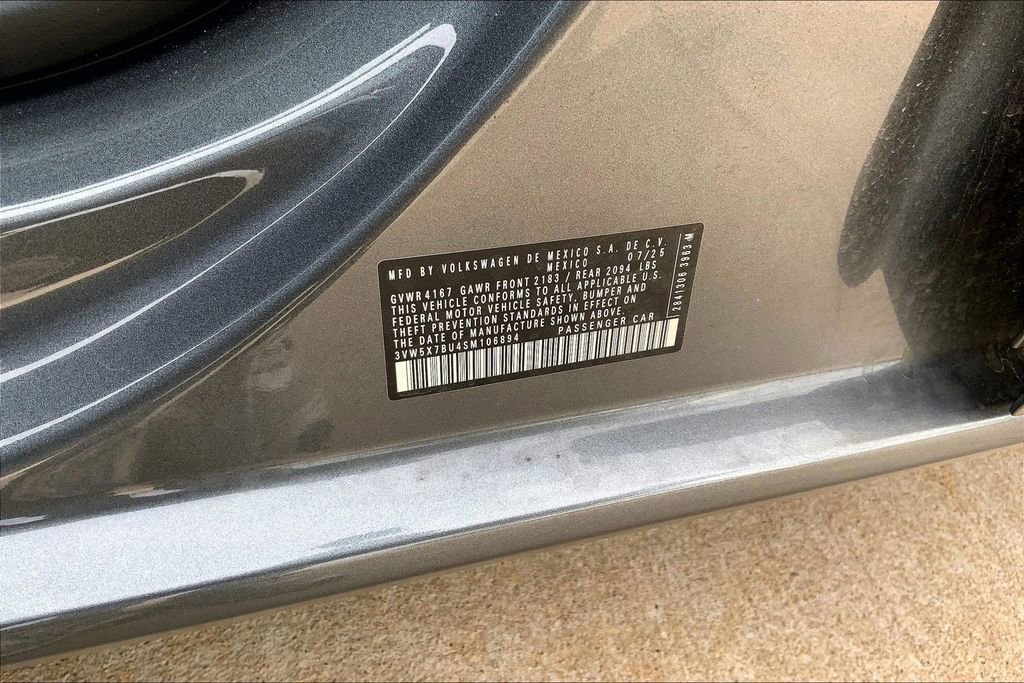 MFD BY VOLKSWAGEN DE MEXICO S.A. DE C.V.
MEXICO 07/25
GVWR 4167 GAWR FRONT 2183 / REAR 2094 LBS
THIS VEHICLE CONFORMS TO ALL APPLICABLE U.S.
FEDERAL MOTOR VEHICLE SAFETY, BUMPER AND
THEFT PREVENTION STANDARDS IN EFFECT ON
THE DATE OF MANUFACTURE SHOWN ABOVE.
3VW5X7BU4SM106894 PASSENGER CAR
2841306 3963 M